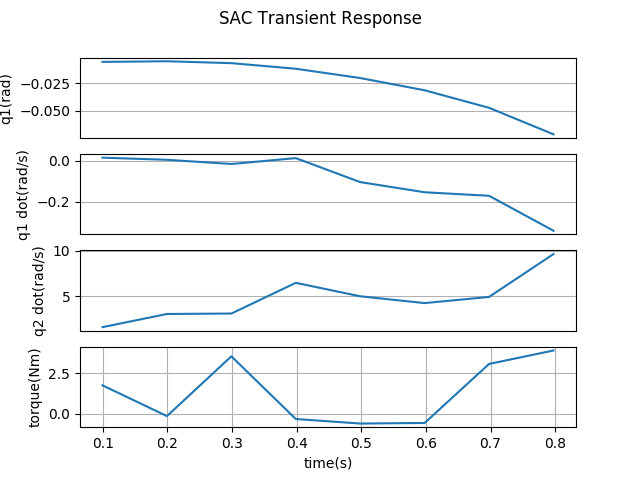 SAC Transient Response
q1(rad)
−0.025
−0.050
q1 dot(rad/s)
0.0
−0.2
q2 dot(rad/s)
10
5
torque(Nm)
2.5
0.0
0.1 0.2 0.3 0.4 0.5 0.6 0.7 0.8
time(s)